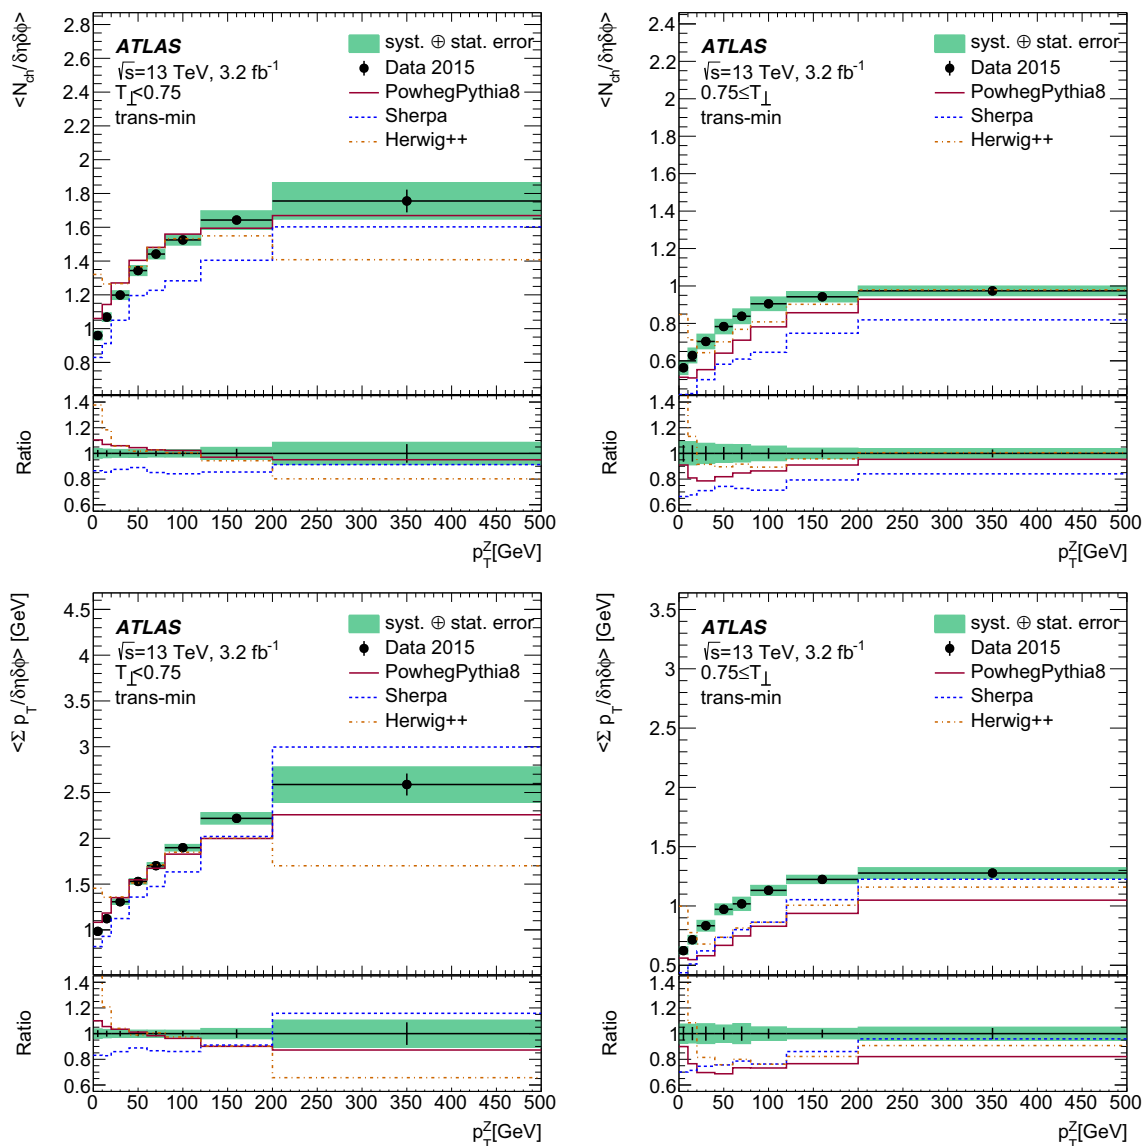 <N_ch/δηδφ>
2.8
2.6
2.4
2.2
2
1.8
1.6
1.4
1.2
1
0.8
ATLAS
√s=13 TeV, 3.2 fb⁻¹
T⊥<0.75
trans-min
syst. ⊕ stat. error
Data 2015
PowhegPythia8
Sherpa
Herwig++
Ratio
1.4
1.2
1
0.8
0.6
0 50 100 150 200 250 300 350 400 450 500
p_T^Z[GeV]
<N_ch/δηδφ>
2.4
2.2
2
1.8
1.6
1.4
1.2
1
0.8
0.6
ATLAS
√s=13 TeV, 3.2 fb⁻¹
0.75≤T⊥
trans-min
syst. ⊕ stat. error
Data 2015
PowhegPythia8
Sherpa
Herwig++
Ratio
1.4
1.2
1
0.8
0.6
0 50 100 150 200 250 300 350 400 450 500
p_T^Z[GeV]
<Σ p_T/δηδφ> [GeV]
4.5
4
3.5
3
2.5
2
1.5
1
ATLAS
√s=13 TeV, 3.2 fb⁻¹
T⊥<0.75
trans-min
syst. ⊕ stat. error
Data 2015
PowhegPythia8
Sherpa
Herwig++
Ratio
1.4
1.2
1
0.8
0.6
0 50 100 150 200 250 300 350 400 450 500
p_T^Z[GeV]
<Σ p_T/δηδφ> [GeV]
3.5
3
2.5
2
1.5
1
0.5
ATLAS
√s=13 TeV, 3.2 fb⁻¹
0.75≤T⊥
trans-min
syst. ⊕ stat. error
Data 2015
PowhegPythia8
Sherpa
Herwig++
Ratio
1.4
1.2
1
0.8
0.6
0 50 100 150 200 250 300 350 400 450 500
p_T^Z[GeV]